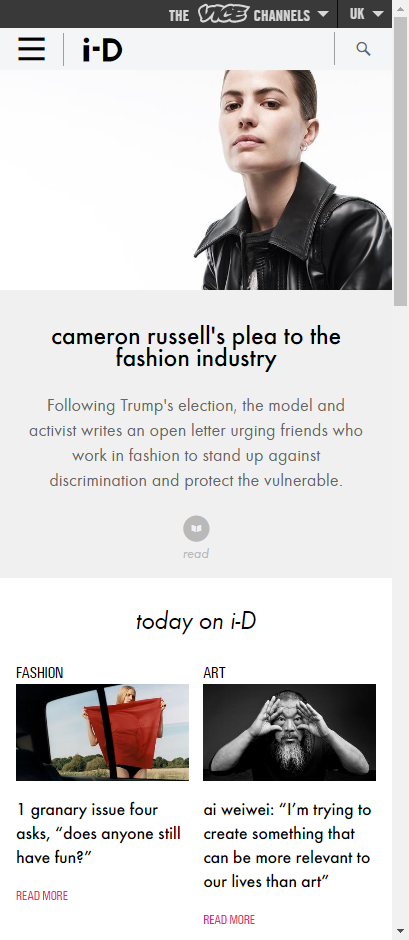 THE VICE CHANNELS UK
i-D
cameron russell's plea to the
fashion industry
Following Trump's election, the model and
activist writes an open letter urging friends who
work in fashion to stand up against
discrimination and protect the vulnerable.
read
today on i-D
FASHION
1 granary issue four
asks, “does anyone still
have fun?”
READ MORE
ART
ai weiwei: “I’m trying to
create something that
can be more relevant to
our lives than art”
READ MORE